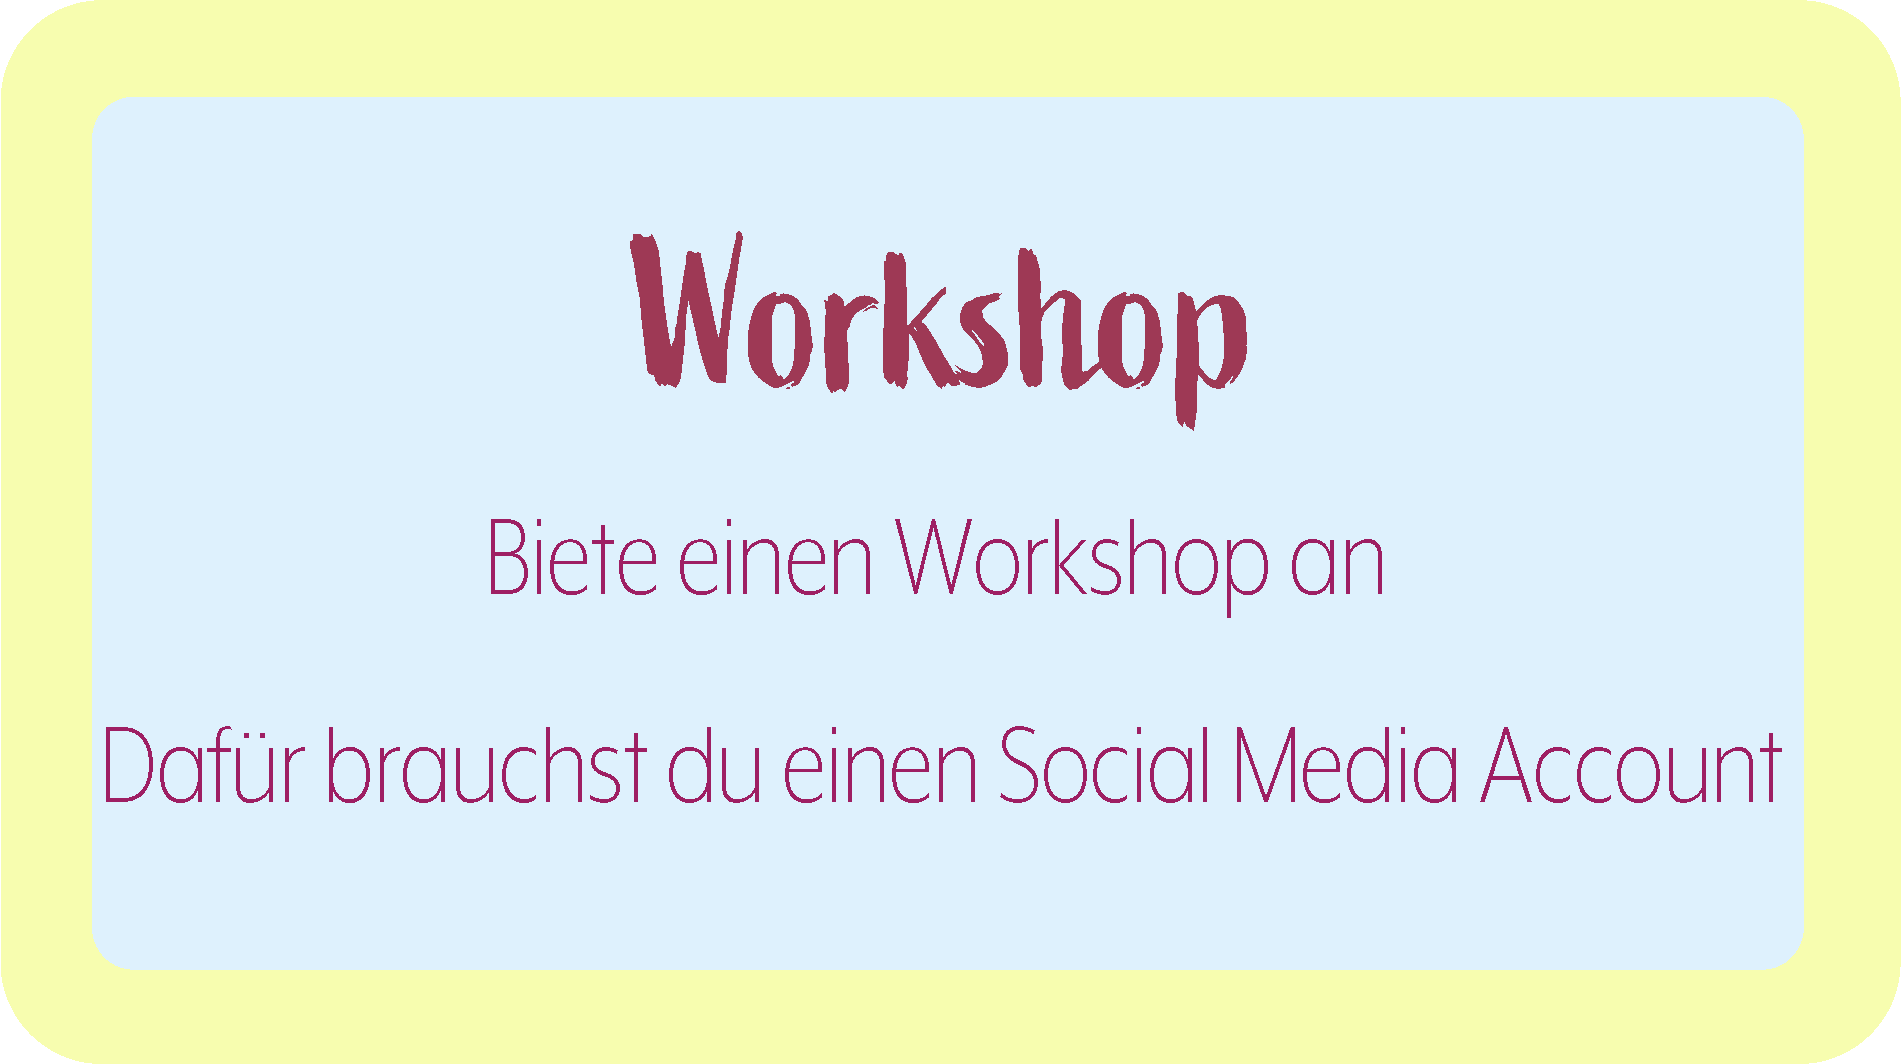 Workshop
Biete einen Workshop an
Dafür brauchst du einen Social Media Account